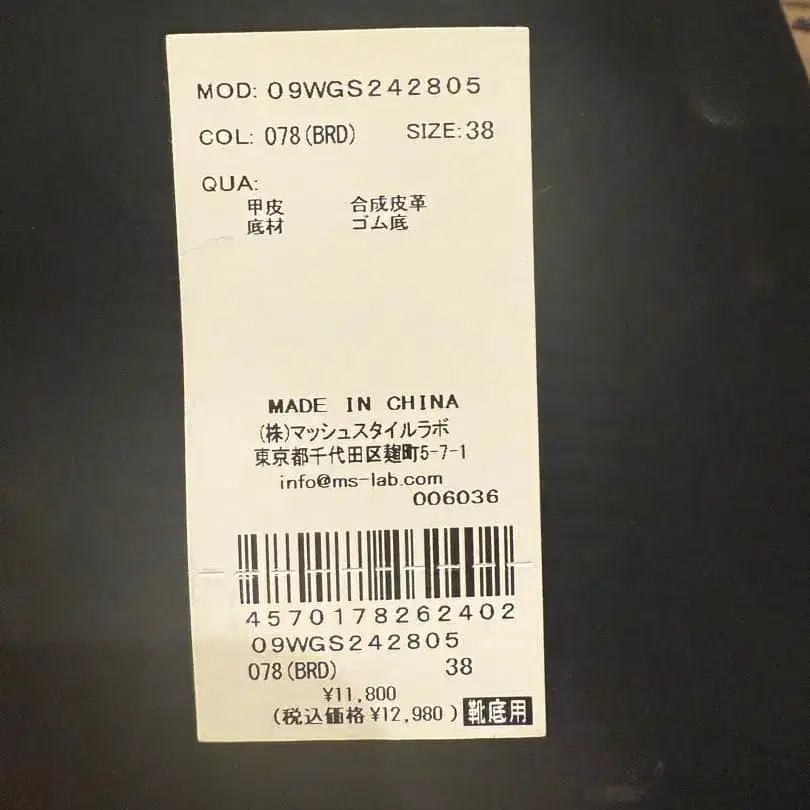 MOD: 09WGS242805
COL: 078(BRD) SIZE:38
QUA:
甲皮 合成皮革
底材 ゴム底
MADE IN CHINA
(株)マッシュスタイルラボ
東京都千代田区麹町5-7-1
info@ms-lab.com
006036
4570178262402
09WGS242805
078(BRD) 38
¥11,800
(税込価格¥12,980) 靴底用